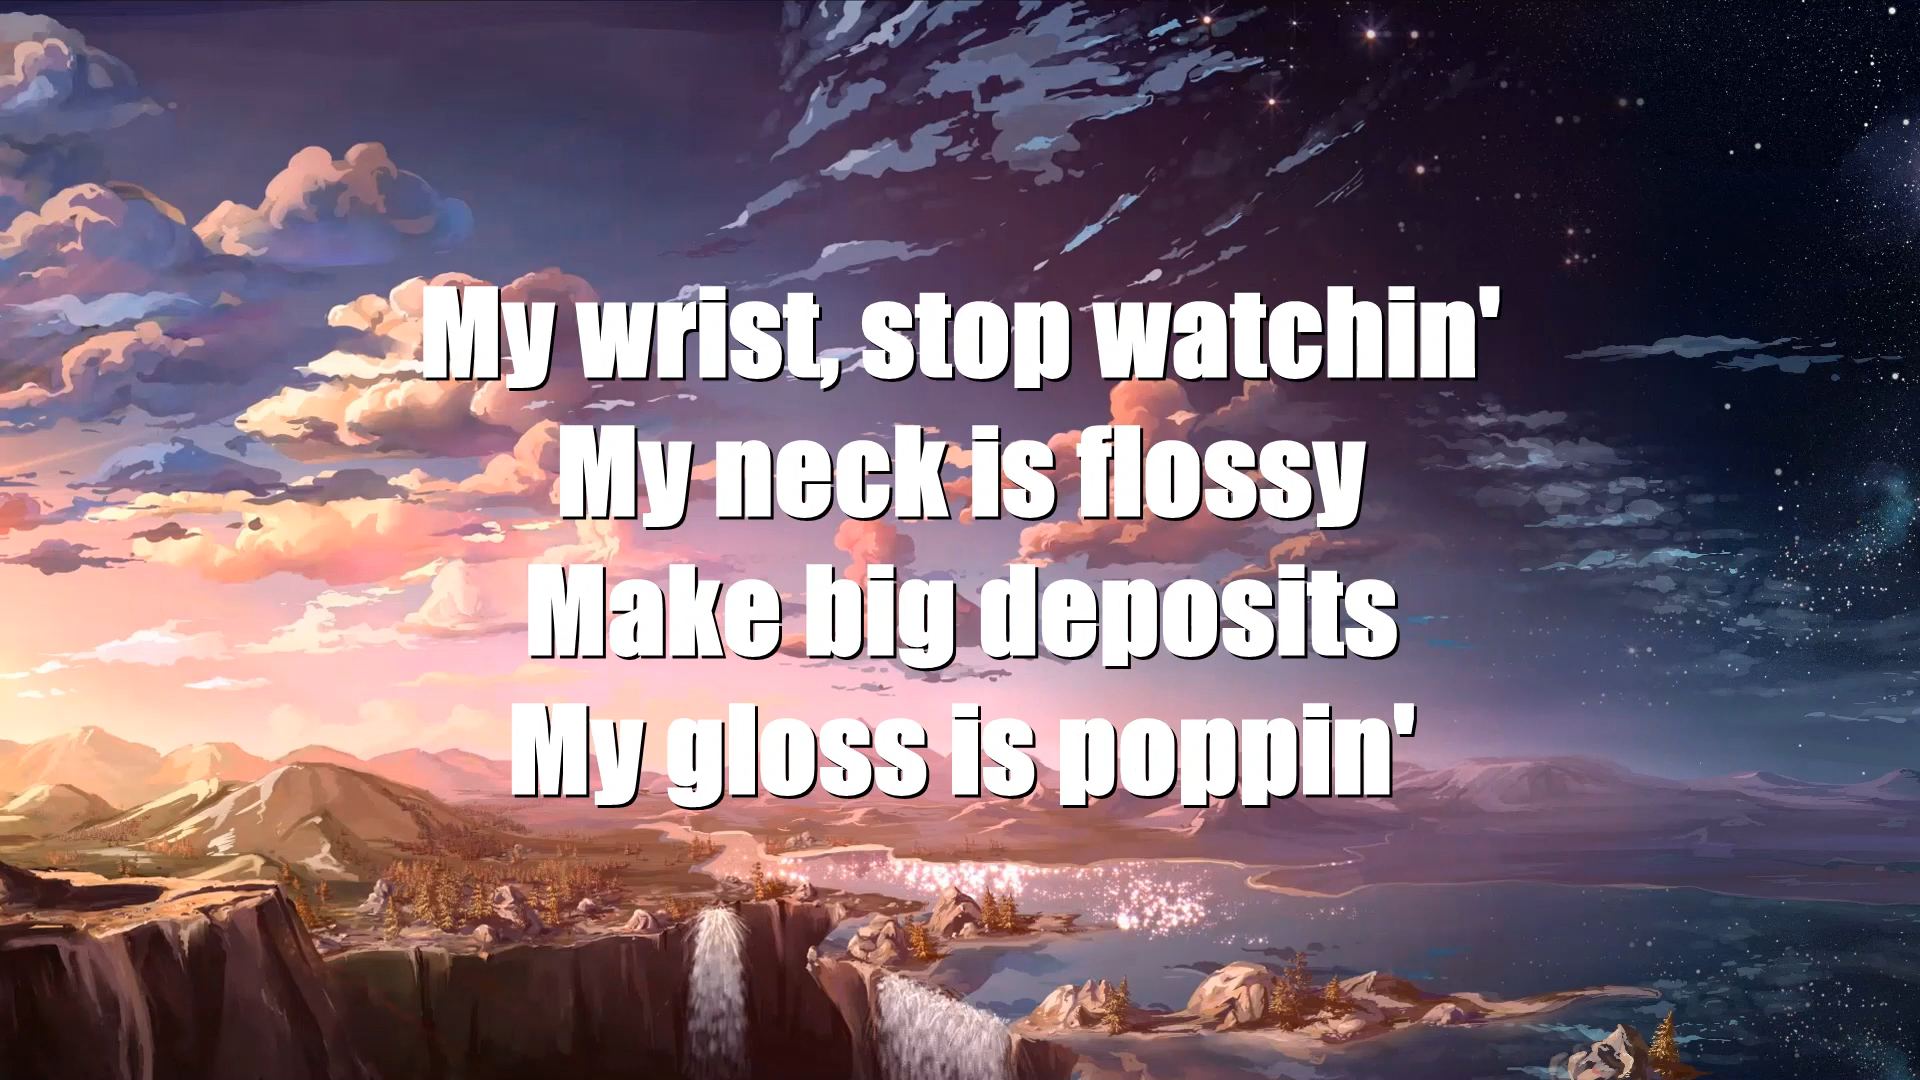 My wrist, stop watchin'
My neck is flossy
Make big deposits
My gloss is poppin'